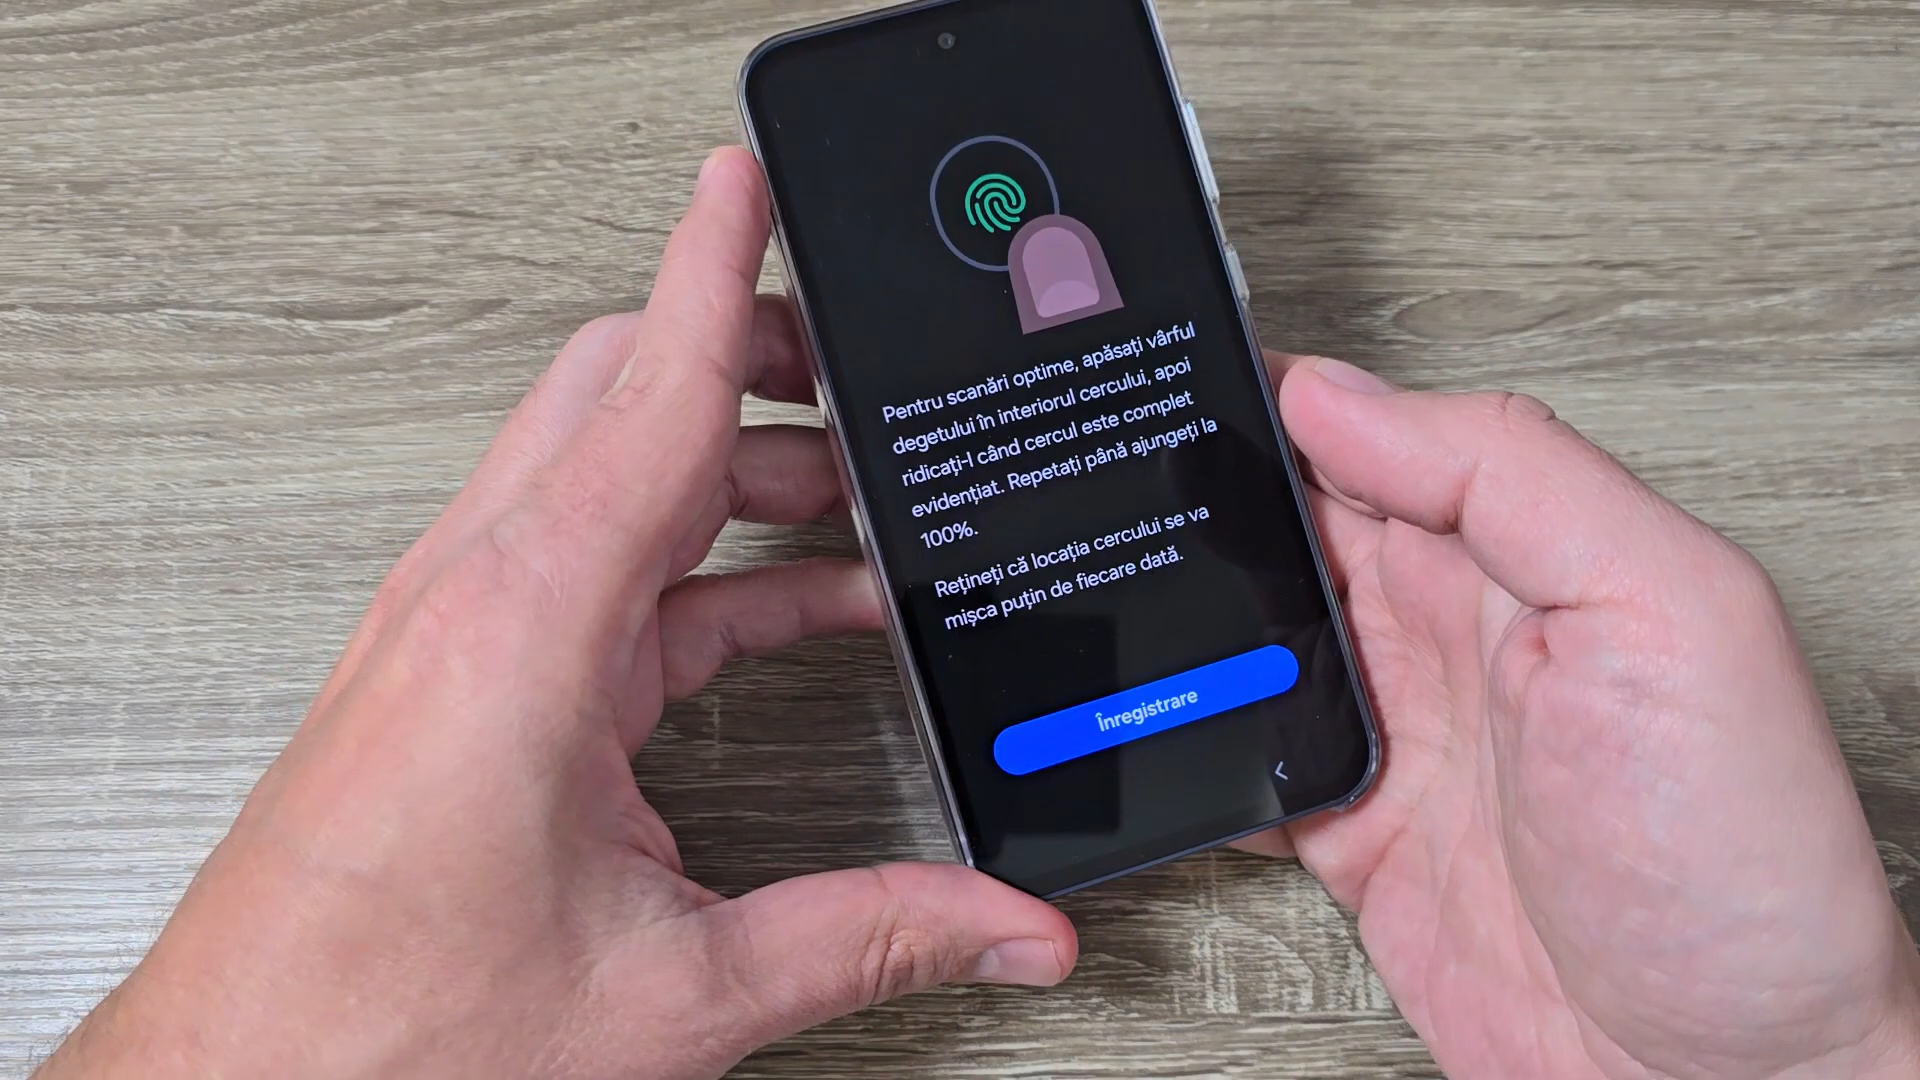 Pentru scanări optime, apăsați vârful
degetului în interiorul cercului, apoi
ridicați-l când cercul este complet
evidențiat. Repetați până ajungeți la
100%.
Rețineți că locația cercului se va
mișca puțin de fiecare dată.
Înregistrare